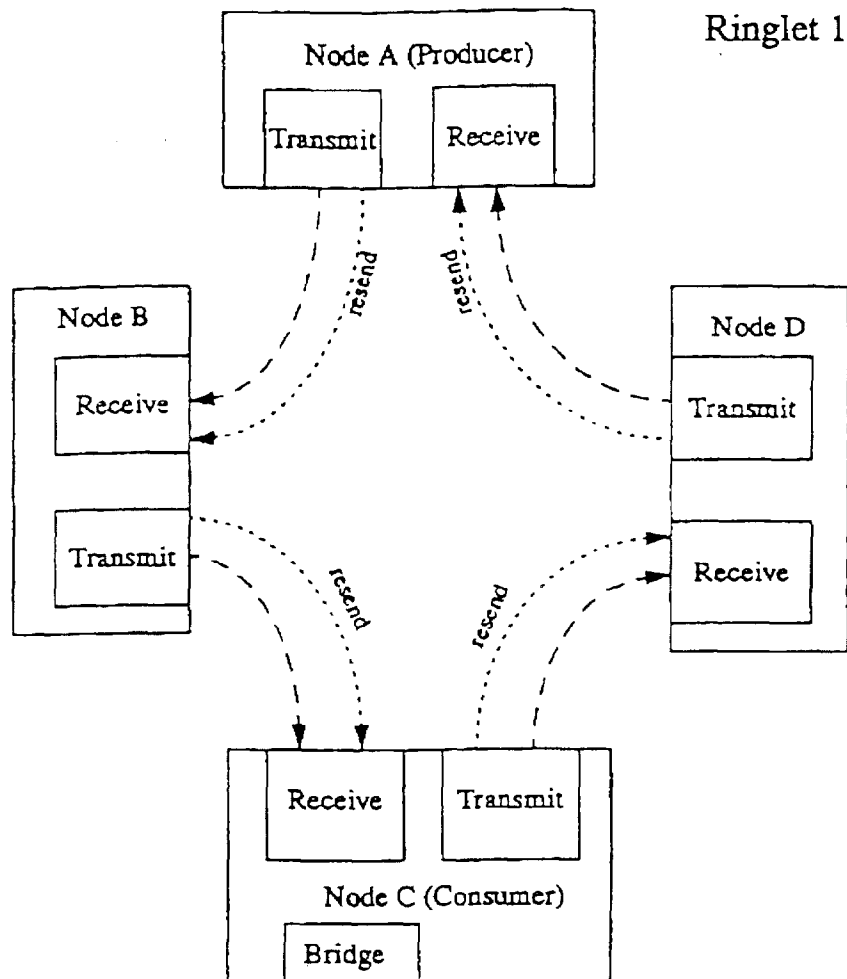 Ringlet 1
Node A (Producer)
Transmit
Receive
resend
resend
Node B
Receive
Transmit
Node D
Transmit
Receive
resend
resend
Receive
Transmit
Node C (Consumer)
Bridge